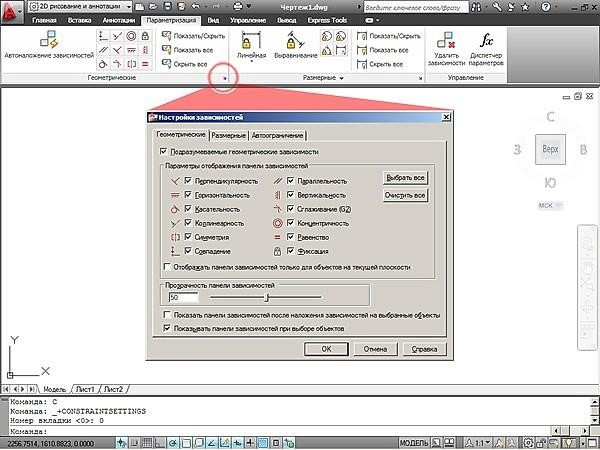 2D рисование и аннотации
Чертеж1.dwg
Введите ключевое слово/фразу
Главная Вставка Аннотации Параметризация Вид Управление Вывод Express Tools
Автоналожение зависимостей
Показать/Скрыть
Показать все
Скрыть все
Линейная
Выравнивание
Показать/Скрыть
Показать все
Скрыть все
Удалить зависимости
fx
Диспетчер параметров
Геометрические
Размерные
Управление
Настройки зависимостей
Геометрические Размерные Автоограничение
Подразумеваемые геометрические зависимости
Параметры отображения панели зависимостей
Перпендикулярность Параллельность
Горизонтальность Вертикальность
Касательность Сглаживание (G2)
Коллинеарность Концентричность
Симметрия Равенство
Совпадение Фиксация
Выбрать все
Очистить все
Отображать панели зависимостей только для объектов на текущей плоскости
Прозрачность панели зависимостей
50
Показать панели зависимостей после наложения зависимостей на выбранные объекты
Показывать панели зависимостей при выборе объектов
OK Отмена Справка
С
З Верх В
Ю
МСК
Y
X
Модель Лист1 Лист2
Команда: С
Команда: _+CONSTRAINTSETTINGS
Номер вкладки <0>: 0
Команда:
2256.7514, 1610.8823, 0.0000
МОДЕЛЬ
1:1